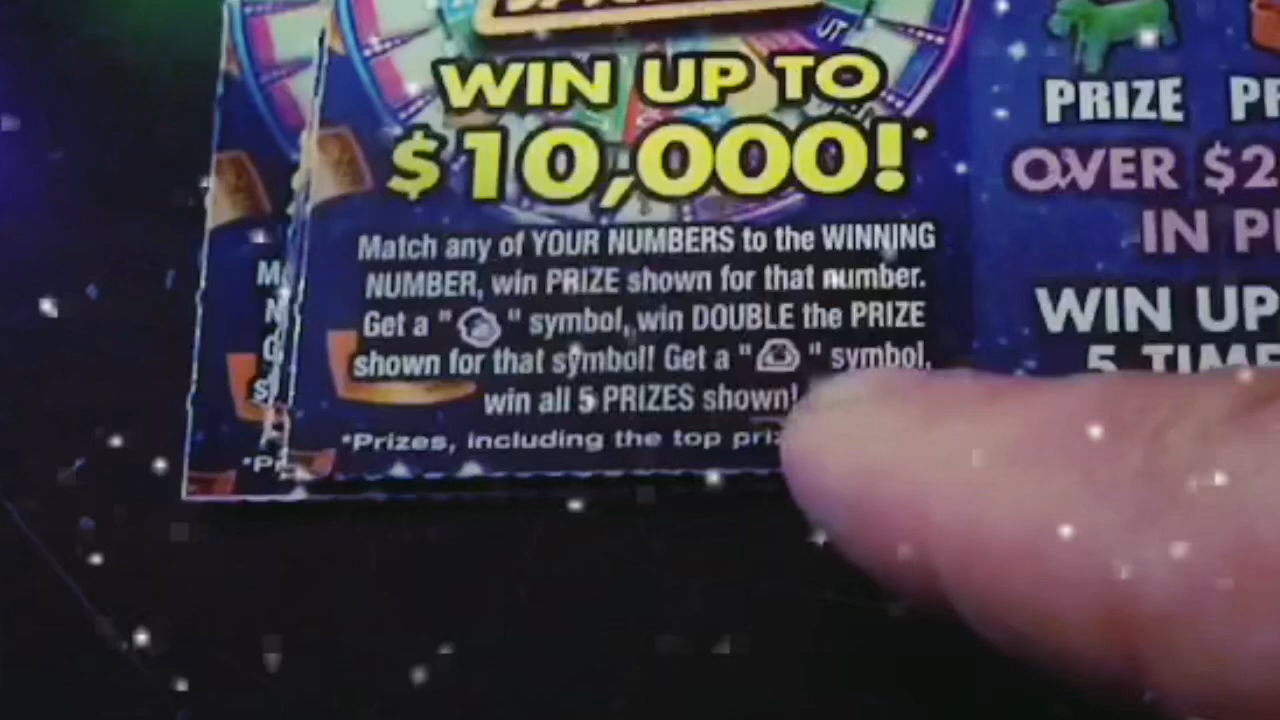 WIN UP TO
$10,000!*
Match any of YOUR NUMBERS to the WINNING
NUMBER, win PRIZE shown for that number.
Get a " " symbol, win DOUBLE the PRIZE
shown for that symbol! Get a " " symbol,
win all 5 PRIZES shown!
*Prizes, including the top
PRIZE
OVER $2
IN
WIN UP
5